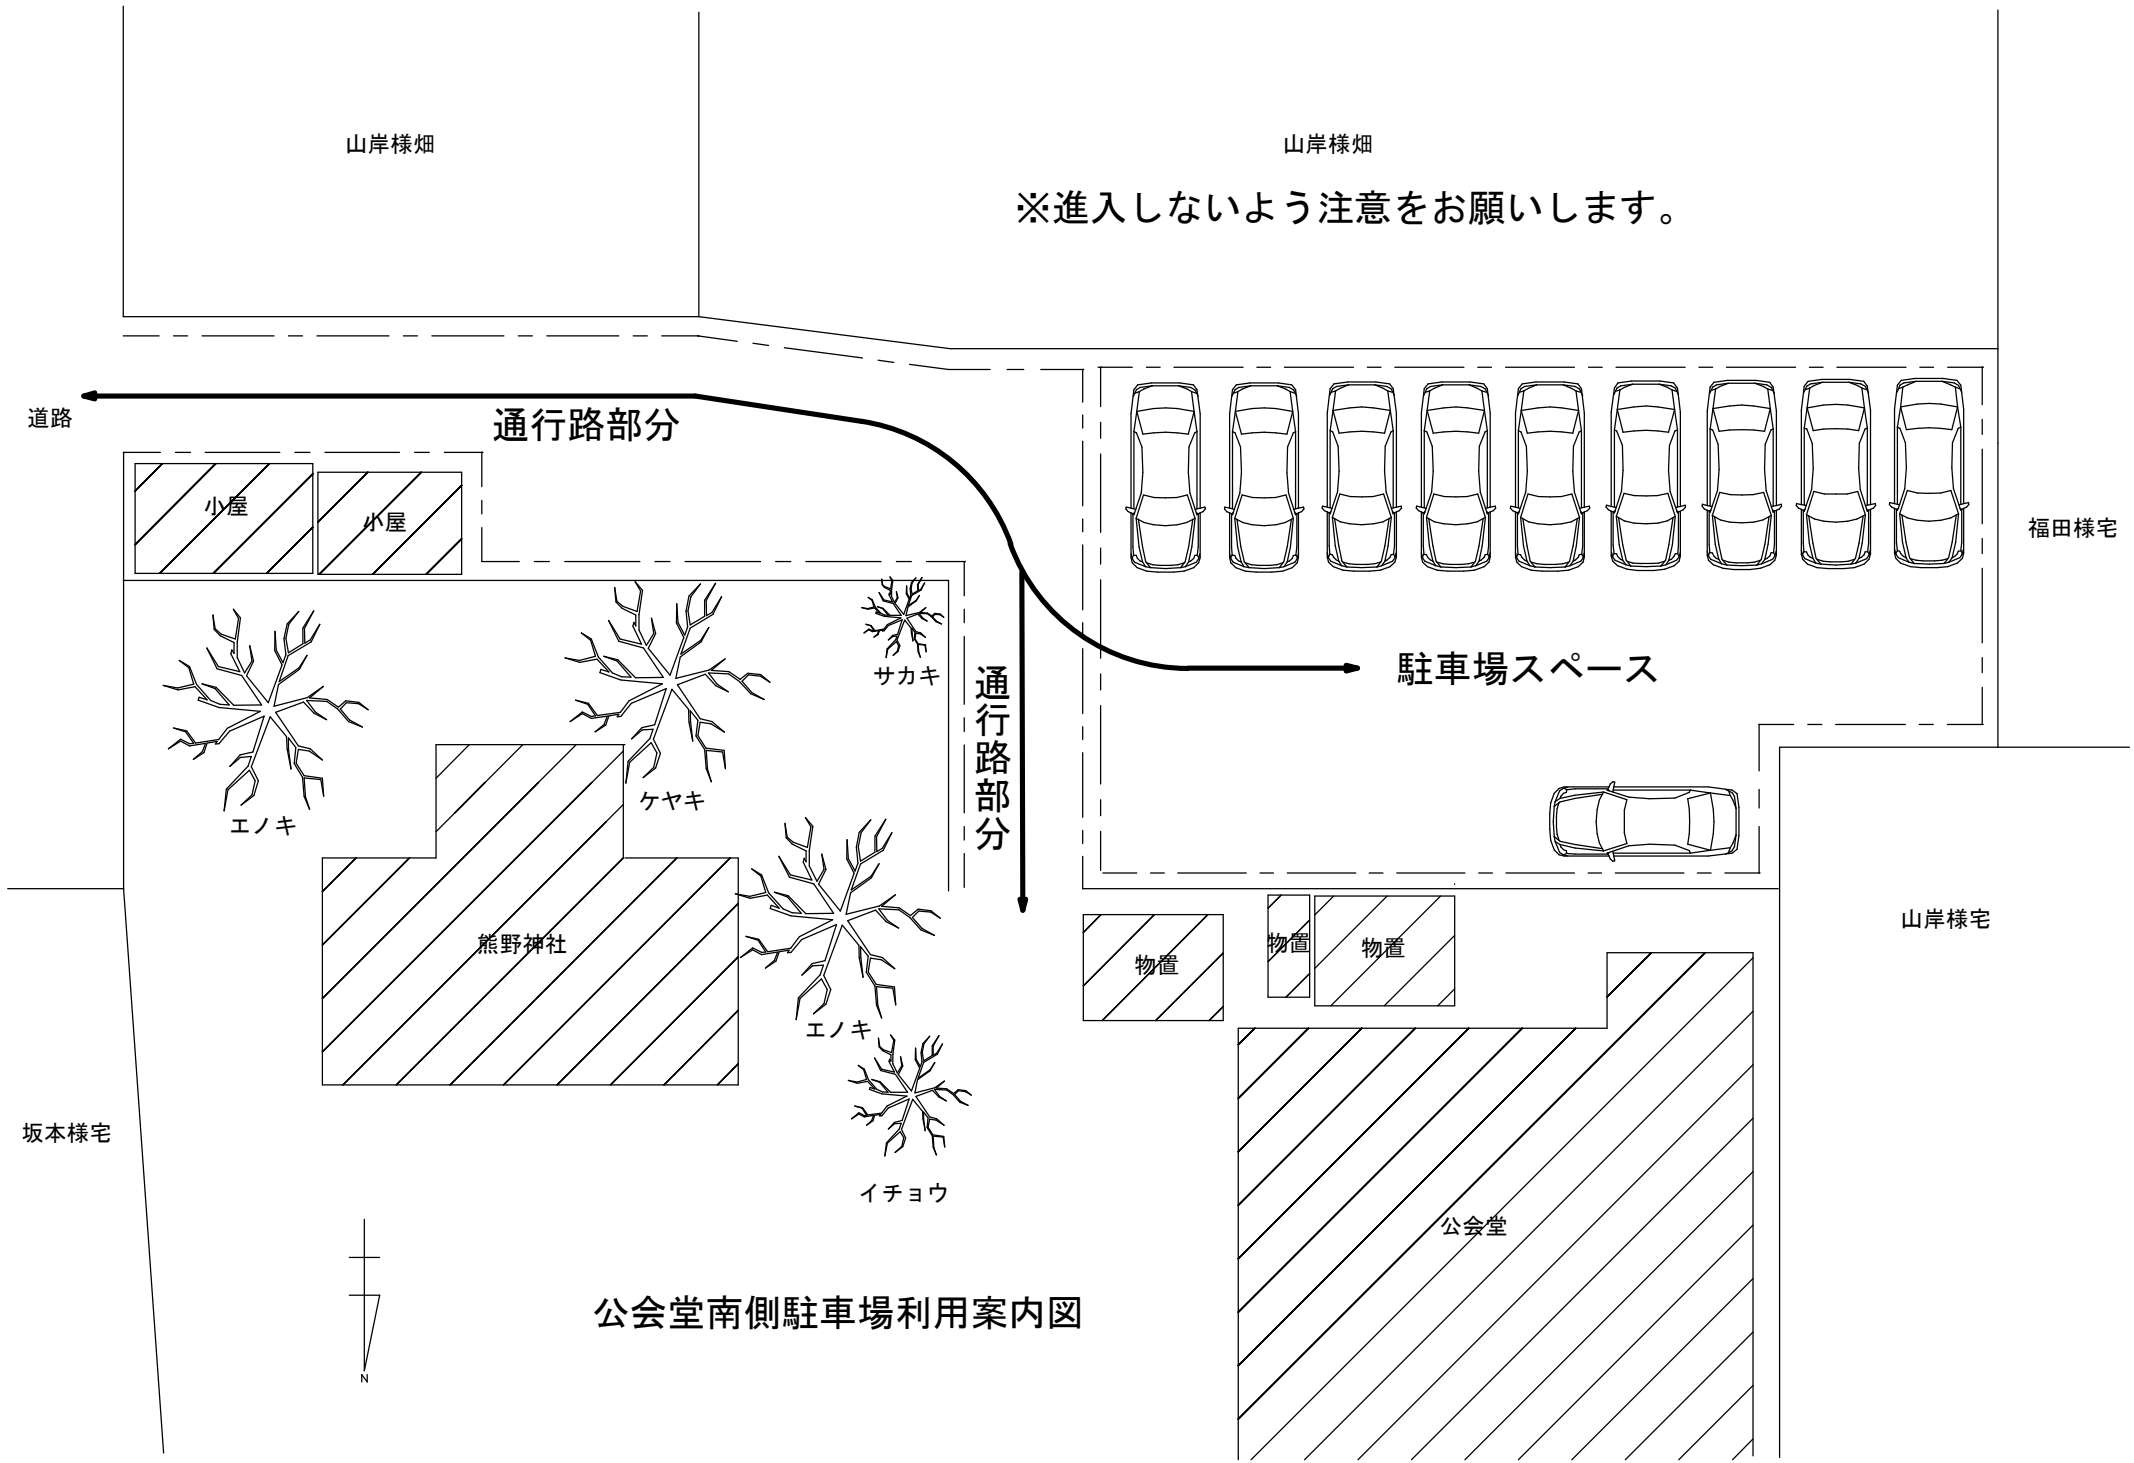 山岸様畑
山岸様畑
※進入しないよう注意をお願いします。
道路
通行路部分
小屋
小屋
福田様宅
サカキ
通行路部分
駐車場スペース
ケヤキ
エノキ
熊野神社
物置
物置
物置
山岸様宅
エノキ
坂本様宅
イチョウ
公会堂
公会堂南側駐車場利用案内図
N